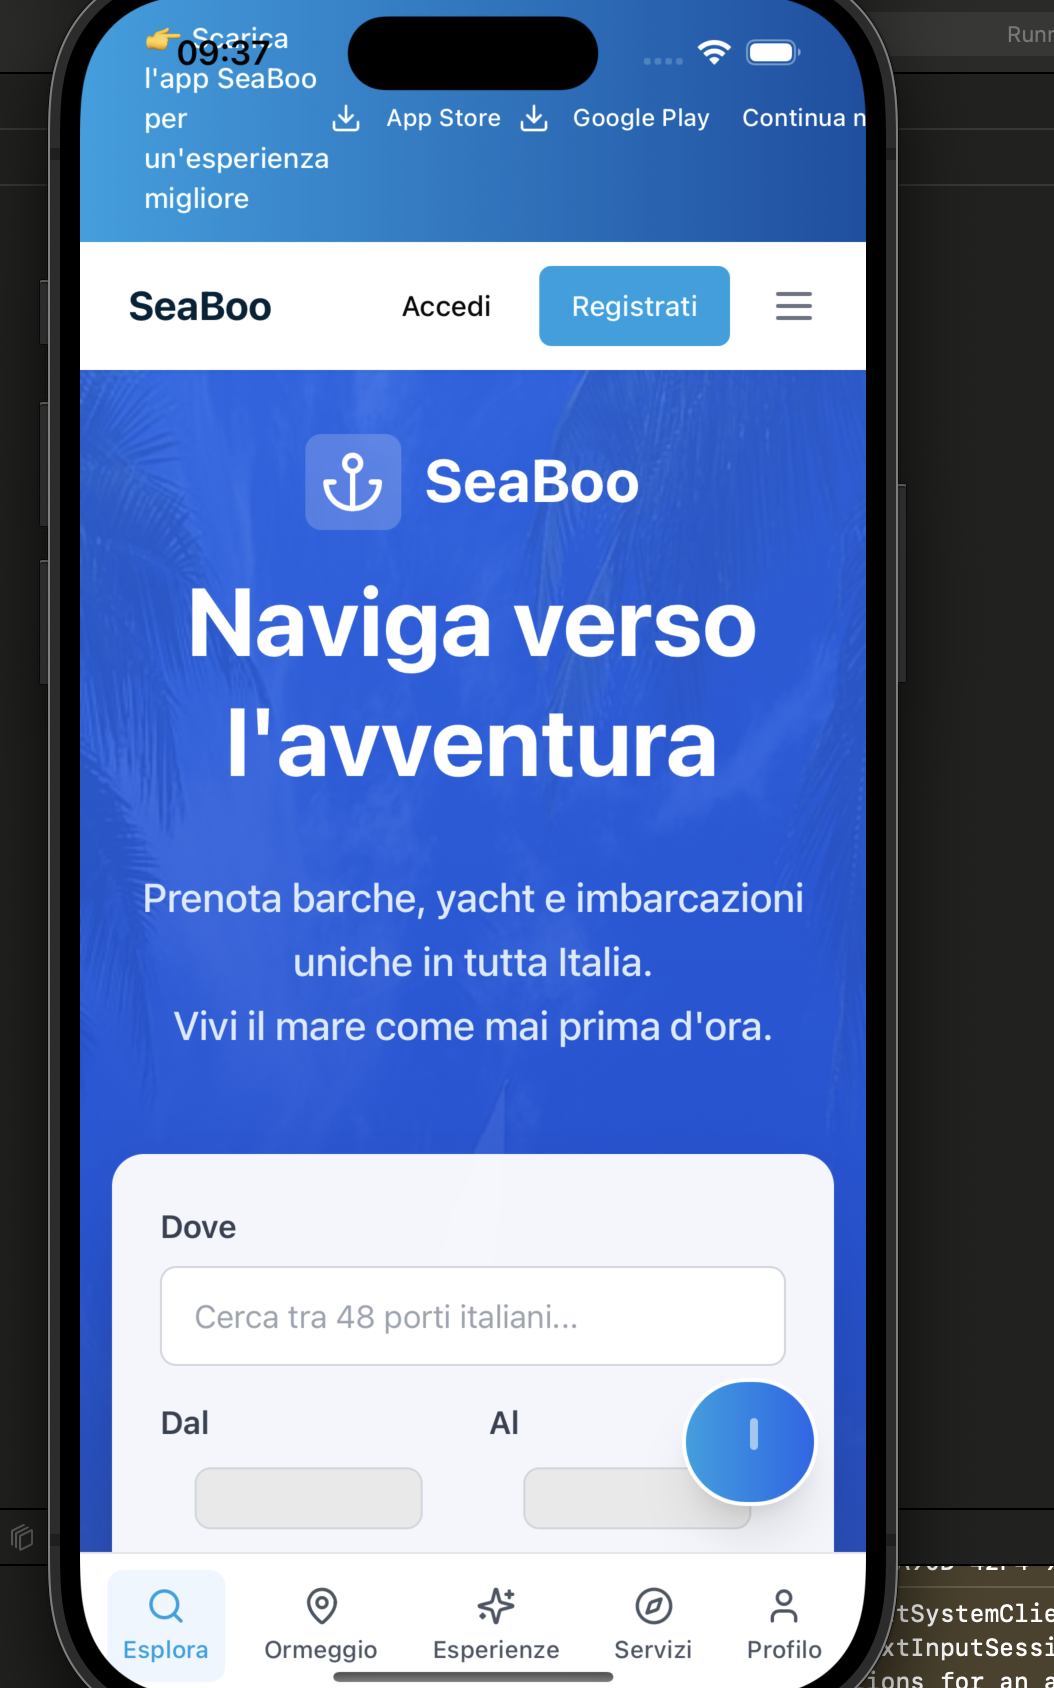 Runn
👉 Scarica
09:37
l'app SeaBoo
per
un'esperienza
migliore
App Store
Google Play
Continua n
SeaBoo
Accedi
Registrati
SeaBoo
Naviga verso
l'avventura
Prenota barche, yacht e imbarcazioni
uniche in tutta Italia.
Vivi il mare come mai prima d'ora.
Dove
Cerca tra 48 porti italiani...
Dal
Al
Esplora
Ormeggio
Esperienze
Servizi
Profilo
tSystemClie
xtInputSessi
ions for an a